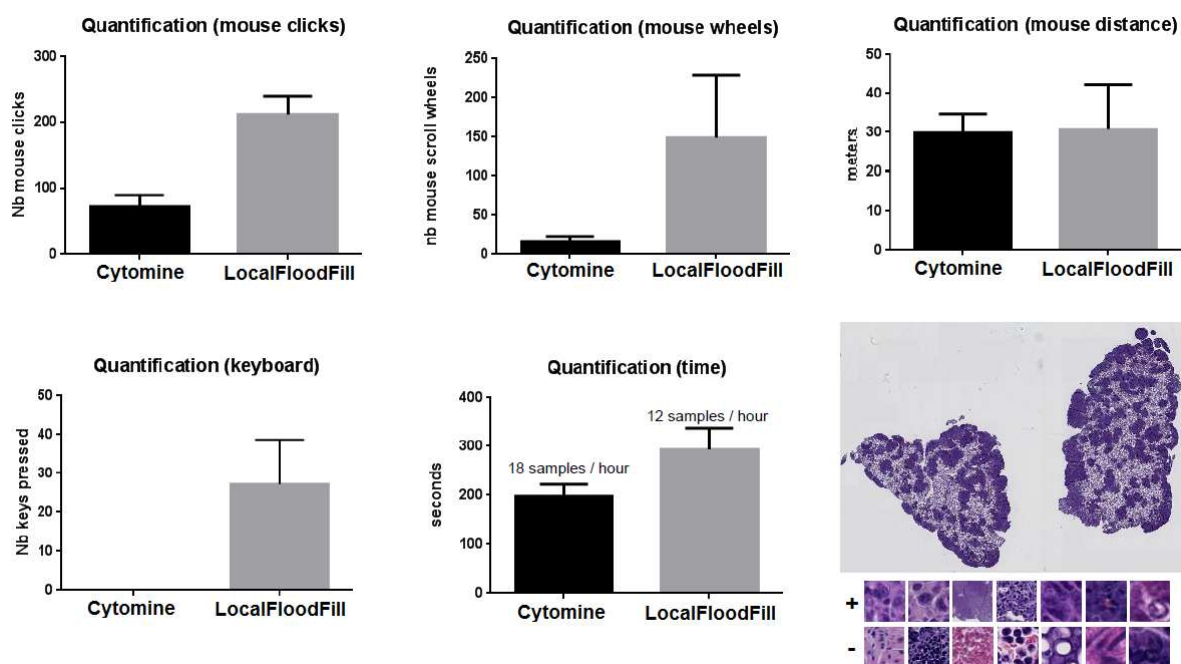 Quantification (mouse clicks)
Nb mouse clicks
300
200
100
0
Cytomine
LocalFloodFill
Quantification (mouse wheels)
nb mouse scroll wheels
250
200
150
100
50
0
Cytomine
LocalFloodFill
Quantification (mouse distance)
meters
50
40
30
20
10
0
Cytomine
LocalFloodFill
Quantification (keyboard)
Nb keys pressed
50
40
30
20
10
0
Cytomine
LocalFloodFill
Quantification (time)
seconds
400
300
200
100
0
18 samples / hour
12 samples / hour
Cytomine
LocalFloodFill
+
-